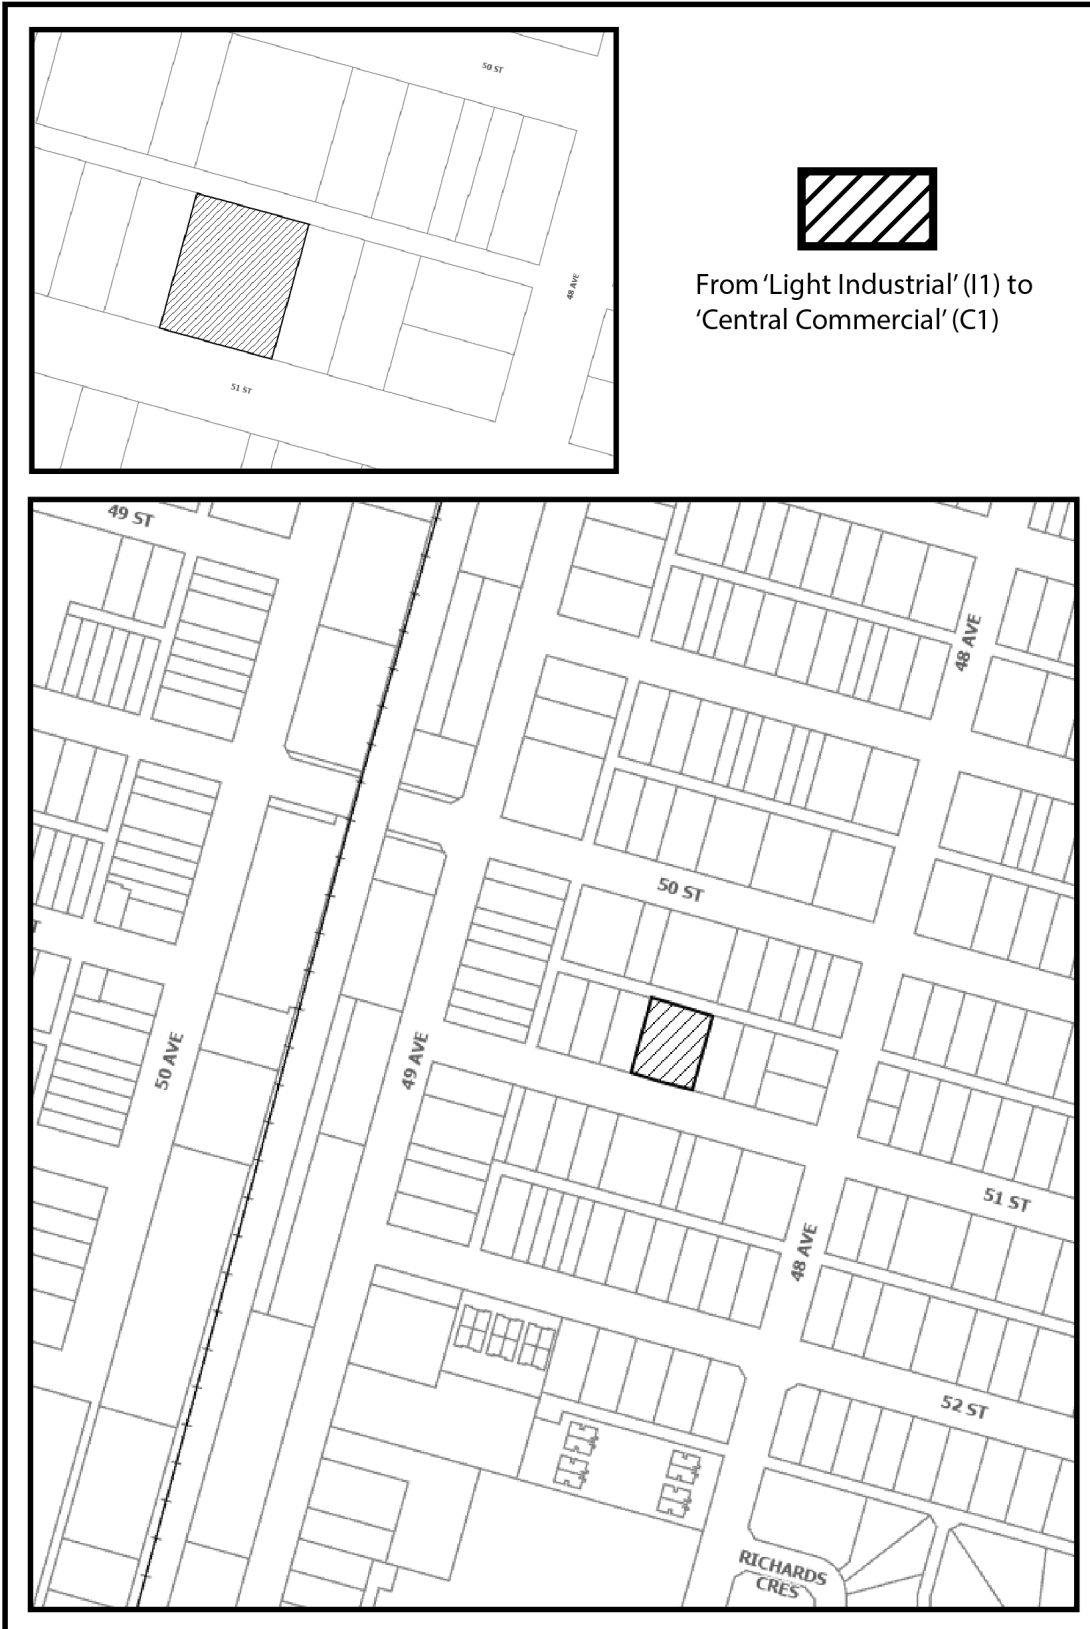 50 ST
48 AVE
51 ST
From ‘Light Industrial’ (I1) to
‘Central Commercial’ (C1)
49 ST
48 AVE
50 ST
50 AVE
49 AVE
51 ST
48 AVE
52 ST
RICHARDS
CRES